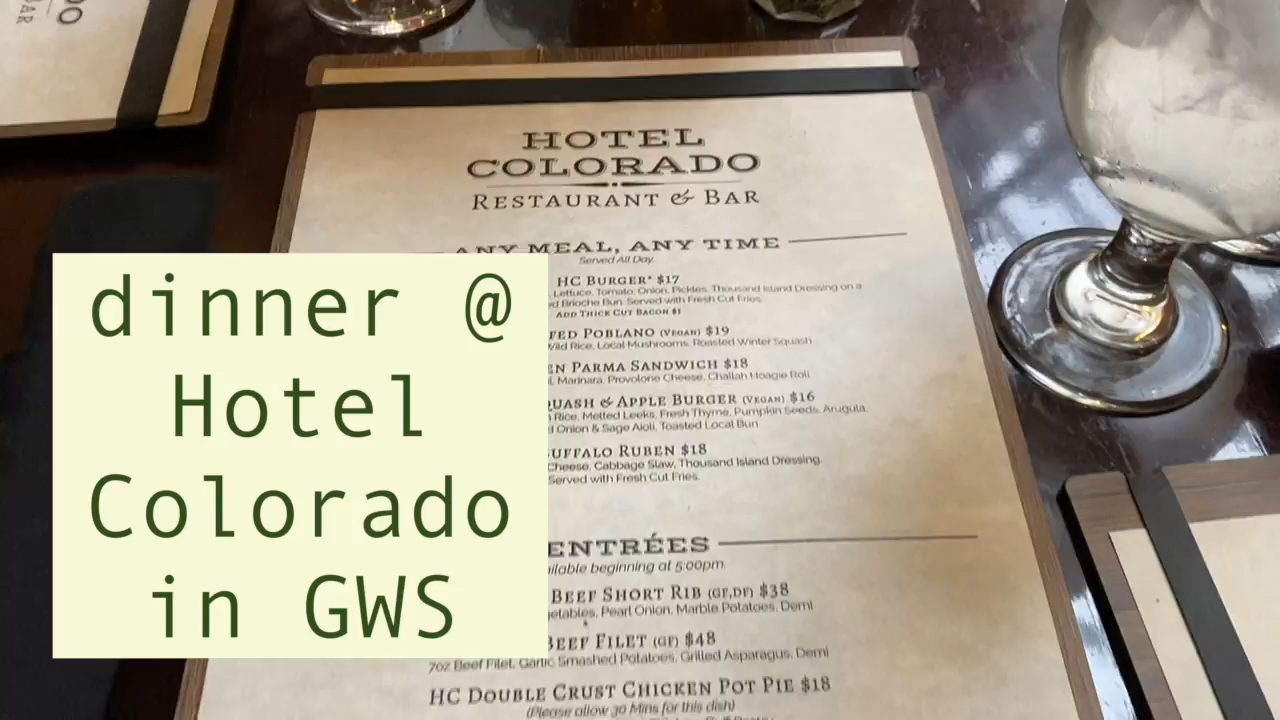 HOTEL
COLORADO
RESTAURANT & BAR
ANY MEAL, ANY TIME
Served All Day.
HC BURGER* $17
Lettuce, Tomato, Onion, Pickles, Thousand Island Dressing on a
Brioche Bun. Served with Fresh Cut Fries.
ADD THICK CUT BACON $1
POBLANO (VEGAN) $19
Wild Rice, Local Mushrooms, Roasted Winter Squash
PARMA SANDWICH $18
Marinara, Provolone Cheese, Challah Hoagie Roll
& APPLE BURGER (VEGAN) $16
Rice, Melted Leeks, Fresh Thyme, Pumpkin Seeds, Arugula,
Onion & Sage Aioli, Toasted Local Bun
RUBEN $18
Cheese, Cabbage Slaw, Thousand Island Dressing.
Served with Fresh Cut Fries.
ENTRÉES
beginning at 5:00pm.
BEEF SHORT RIB (GF,DF) $38
Pearl Onion, Marble Potatoes, Demi
BEEF FILET (GF) $48
7oz Beef Filet, Garlic Smashed Potatoes, Grilled Asparagus, Demi
HC DOUBLE CRUST CHICKEN POT PIE $18
(Please allow 30 Mins for this dish)
dinner @
Hotel
Colorado
in GWS
BAR